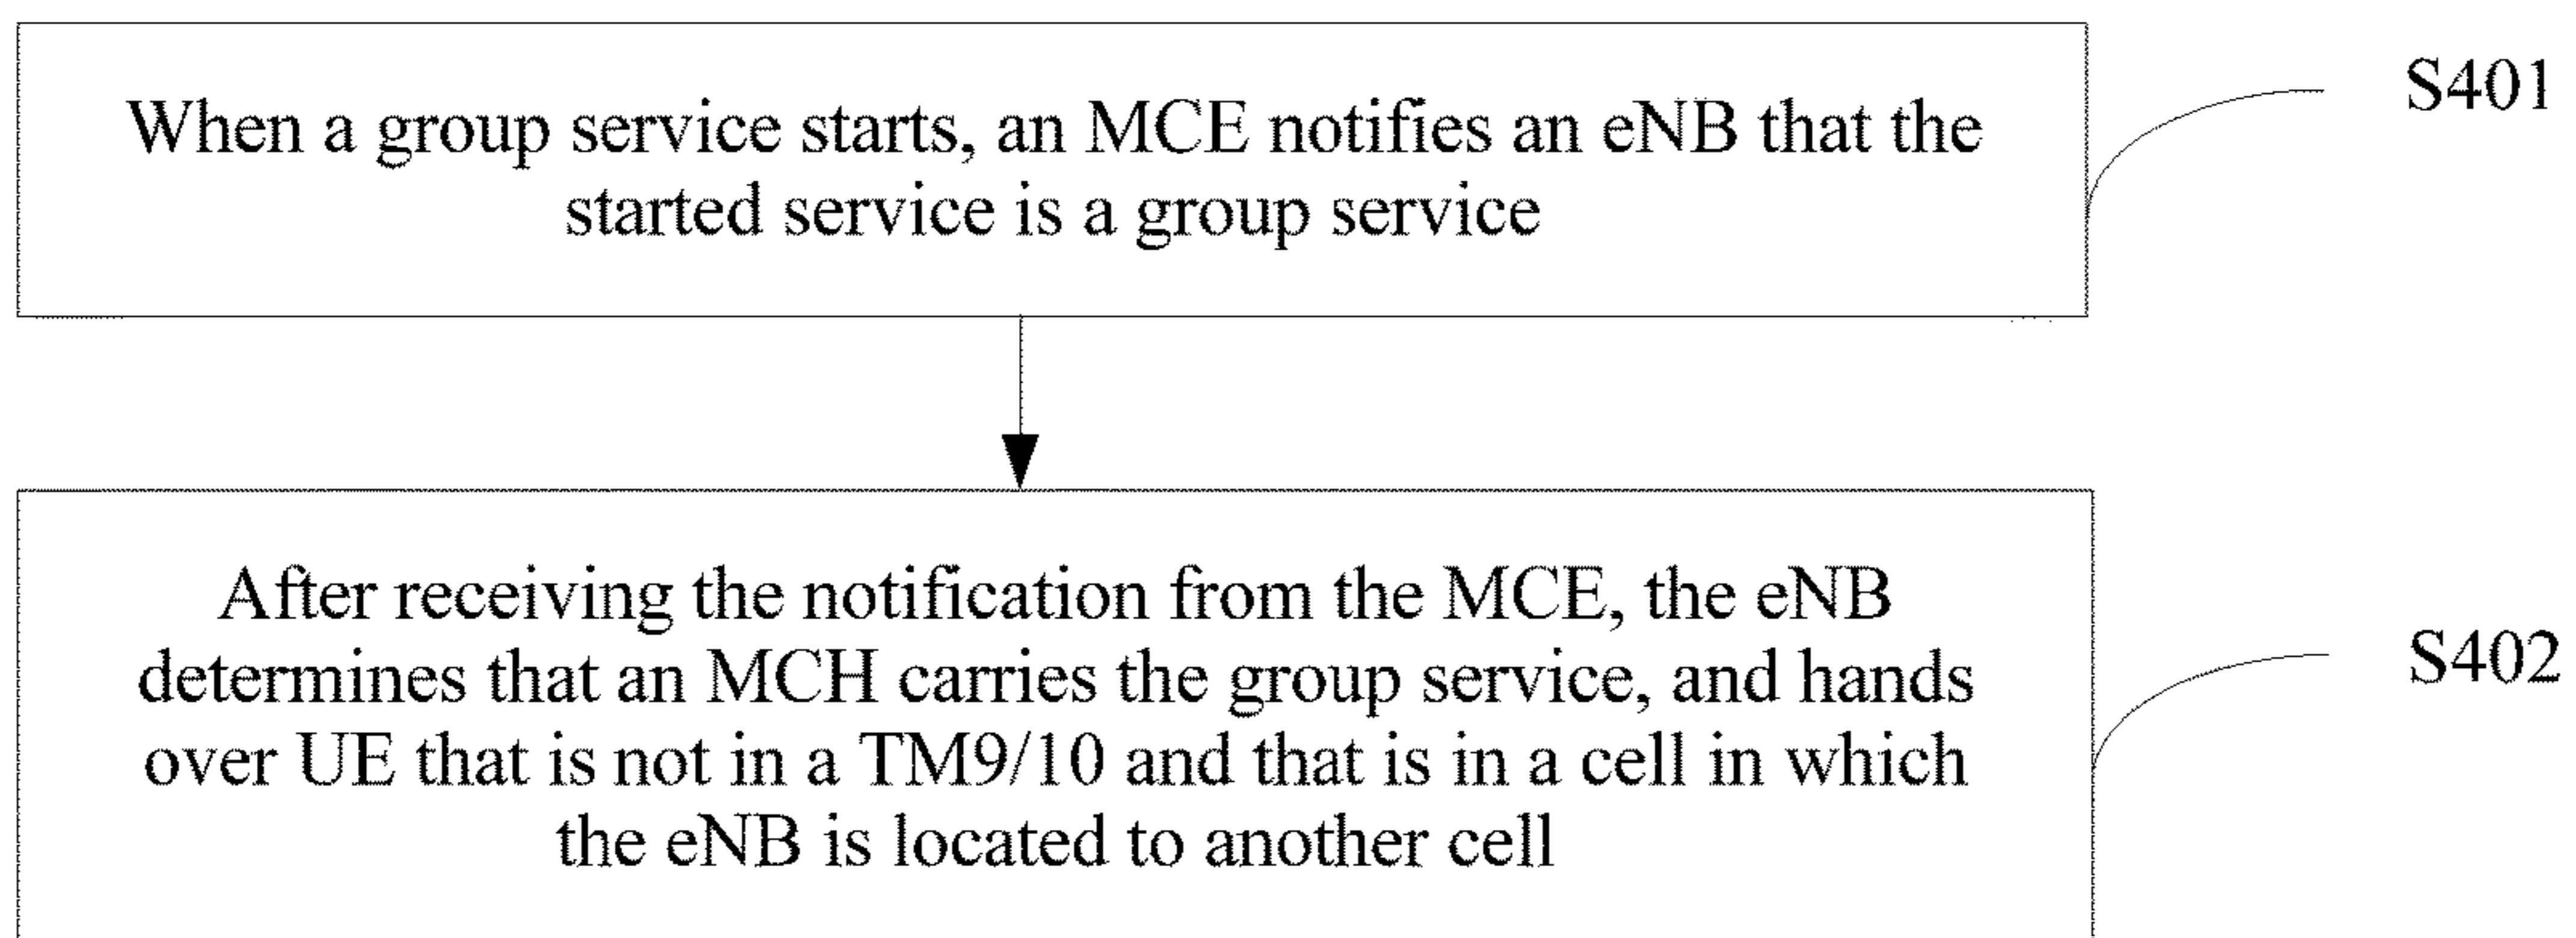 When a group service starts, an MCE notifies an eNB that the
started service is a group service
S401
After receiving the notification from the MCE, the eNB
determines that an MCH carries the group service, and hands
over UE that is not in a TM9/10 and that is in a cell in which
the eNB is located to another cell
S402